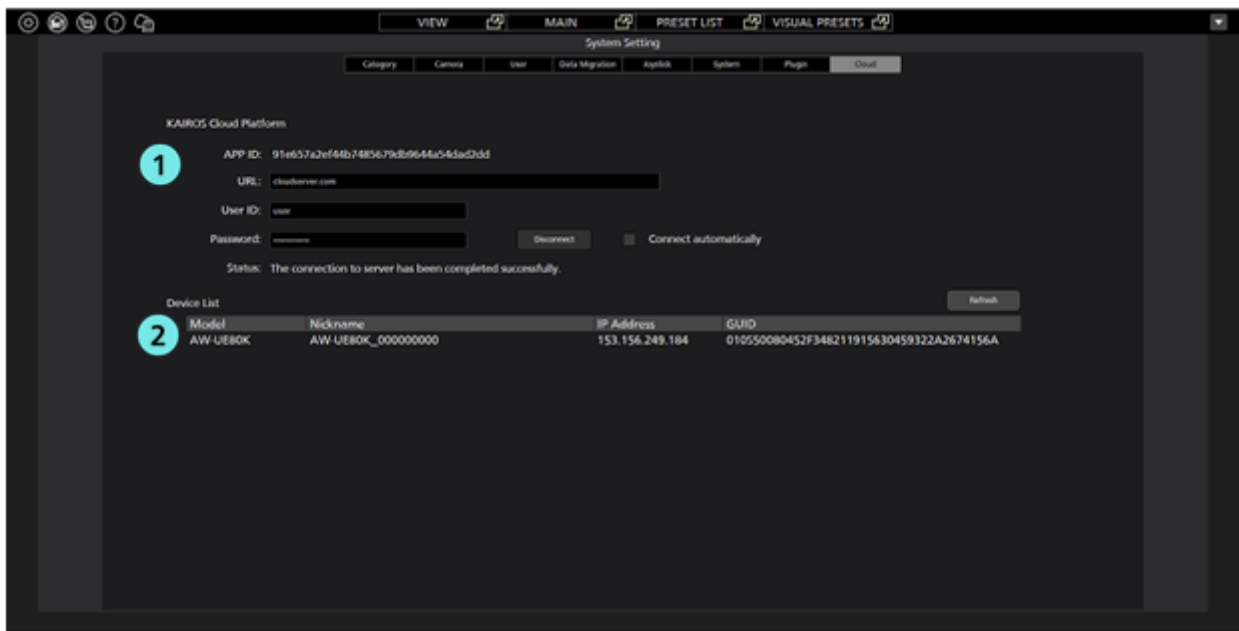 VIEW MAIN PRESET LIST VISUAL PRESETS
System Setting
Category Camera User Data Migration Joystick System Plugin Cloud
KAIROS Cloud Platform
1
APP ID: 91e657a2ef44b7485679db9644a54dad2dd
URL: cloudserver.com
User ID: user
Password: Disconnect Connect automatically
Status: The connection to server has been completed successfully.
Device List Refresh
2
Model Nickname IP Address GUID
AW-UE80K AW-UE80K_000000000 153.156.249.184 010550080452F348211915630459322A2674156A